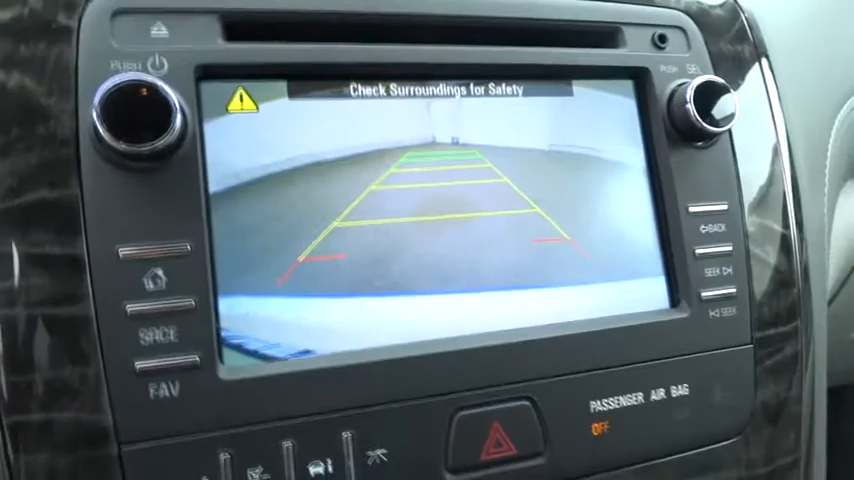 Check Surroundings for Safety
PUSH
PUSH
SEL
BACK
SEEK
SEEK
SRCE
FAV
PASSENGER AIR BAG
OFF